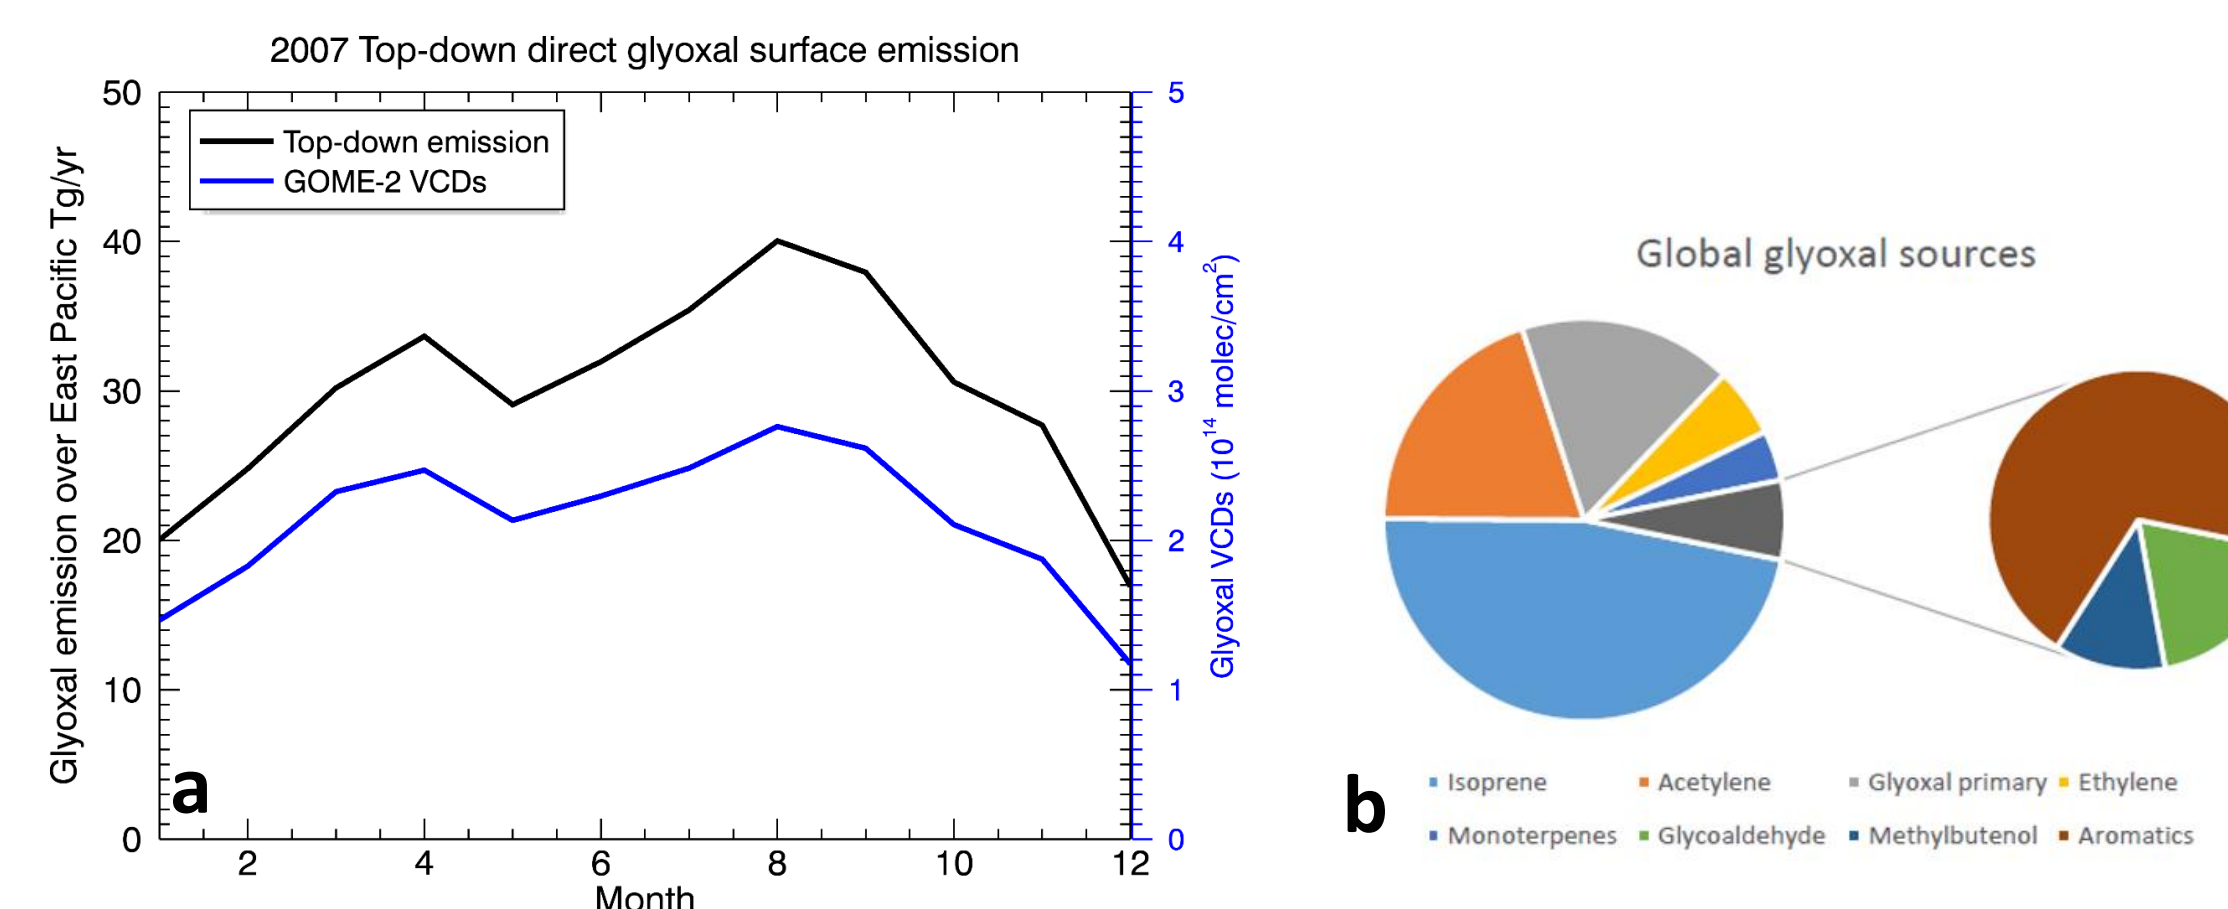 2007 Top-down direct glyoxal surface emission
50
40
30
20
10
0
Glyoxal emission over East Pacific Tg/yr
Top-down emission
GOME-2 VCDs
5
4
3
2
1
0
Glyoxal VCDs (10^14 molec/cm^2)
2 4 6 8 10 12
Month
a
Global glyoxal sources
b
Isoprene Acetylene Glyoxal primary Ethylene
Monoterpenes Glycoaldehyde Methylbutenol Aromatics